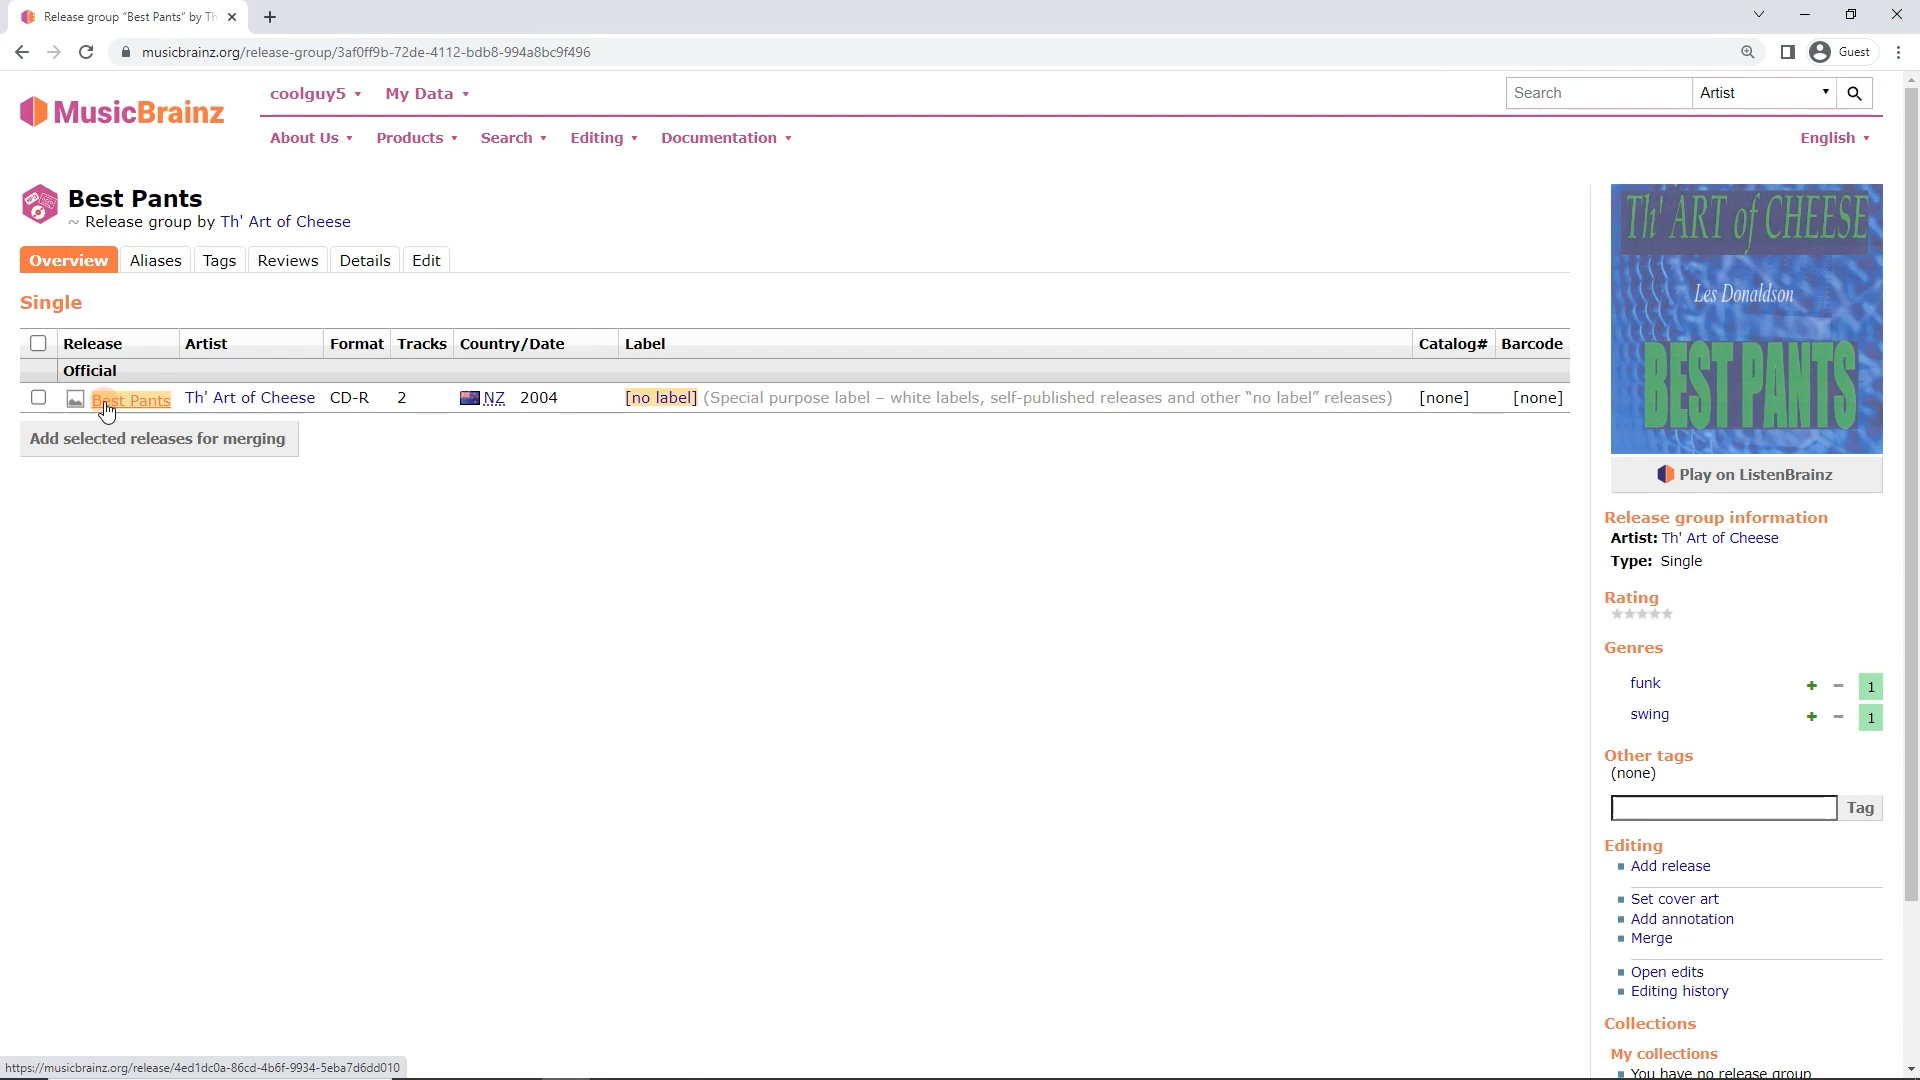 Release group "Best Pants" by Th
musicbrainz.org/release-group/3af0ff9b-72de-4112-bdb8-994a8bc9f496
Guest
MusicBrainz
coolguy5 My Data
Search Artist
About Us Products Search Editing Documentation English
Best Pants
~ Release group by Th' Art of Cheese
Overview Aliases Tags Reviews Details Edit
Single
Release Artist Format Tracks Country/Date Label Catalog# Barcode
Official
Best Pants Th' Art of Cheese CD-R 2 NZ 2004 [no label] (Special purpose label – white labels, self-published releases and other “no label” releases) [none] [none]
Add selected releases for merging
Th' ART of CHEESE
Les Donaldson
BEST PANTS
Play on ListenBrainz
Release group information
Artist: Th' Art of Cheese
Type: Single
Rating
Genres
funk + − 1
swing + − 1
Other tags
(none)
Tag
Editing
Add release
Set cover art
Add annotation
Merge
Open edits
Editing history
Collections
My collections
You have no release group
https://musicbrainz.org/release/4ed1dc0a-86cd-4b6f-9934-5eba7d6dd010